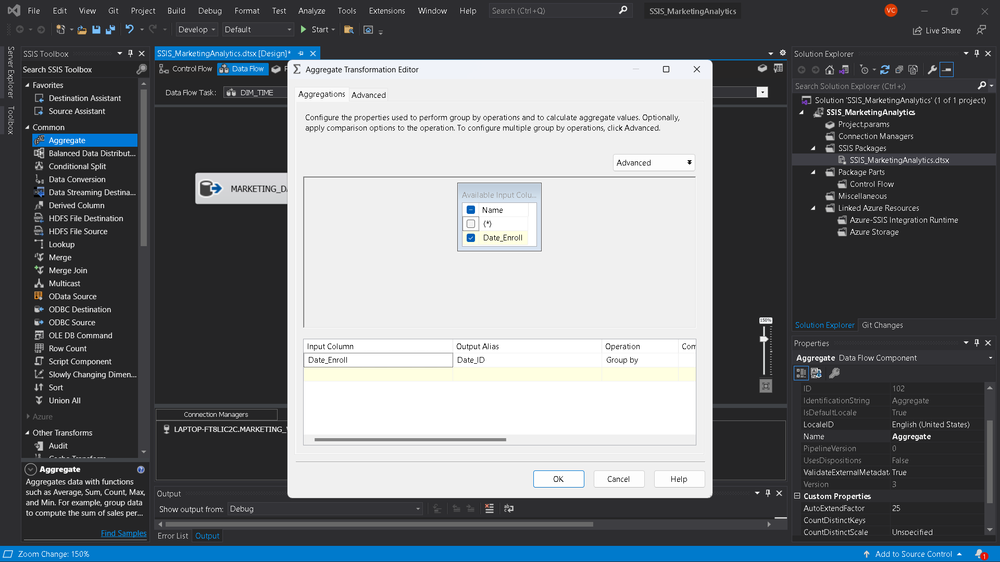 File Edit View Git Project Build Debug Format Test Analyze Tools Extensions Window Help Search (Ctrl+Q) SSIS_MarketingAnalytics VC
Develop Default Start Live Share
Server Explorer
Toolbox
SSIS Toolbox
Search SSIS Toolbox
Favorites
Destination Assistant
Source Assistant
Common
Aggregate
Balanced Data Distribut...
Conditional Split
Data Conversion
Data Streaming Destina...
Derived Column
HDFS File Destination
HDFS File Source
Lookup
Merge
Merge Join
Multicast
OData Source
ODBC Destination
ODBC Source
OLE DB Command
Row Count
Script Component
Slowly Changing Dimen...
Sort
Union All
Azure
Other Transforms
Audit
Aggregate
Aggregates data with functions
such as Average, Sum, Count, Max,
and Min. For example, group data
to compute the sum of sales per...
Find Samples
SSIS_MarketingAnalytics.dtsx [Design]*
Control Flow Data Flow
Data Flow Task: DIM_TIME
MARKETING_DA
150%
Connection Managers
LAPTOP-FT8LIC2C.MARKETING_
Aggregate Transformation Editor
Aggregations Advanced
Configure the properties used to perform group by operations and to calculate aggregate values. Optionally,
apply comparison options to the operation. To configure multiple group by operations, click Advanced.
Advanced
Available Input Colu...
Name
(*)
Date_Enroll
Input Column Output Alias Operation Com
Date_Enroll Date_ID Group by
OK Cancel Help
Output
Show output from: Debug
Error List Output
Solution Explorer
Search Solution Explorer (Ctrl+;)
Solution 'SSIS_MarketingAnalytics' (1 of 1 project)
SSIS_MarketingAnalytics
Project.params
Connection Managers
SSIS Packages
SSIS_MarketingAnalytics.dtsx
Package Parts
Control Flow
Miscellaneous
Linked Azure Resources
Azure-SSIS Integration Runtime
Azure Storage
Solution Explorer Git Changes
Properties
Aggregate Data Flow Component
ID 102
IdentificationString Aggregate
IsDefaultLocale True
LocaleID English (United States)
Name Aggregate
PipelineVersion 0
UsesDispositions False
ValidateExternalMetadat True
Version 3
Custom Properties
AutoExtendFactor 25
CountDistinctKeys
CountDistinctScale Unspecified
Zoom Change: 150% Add to Source Control 1